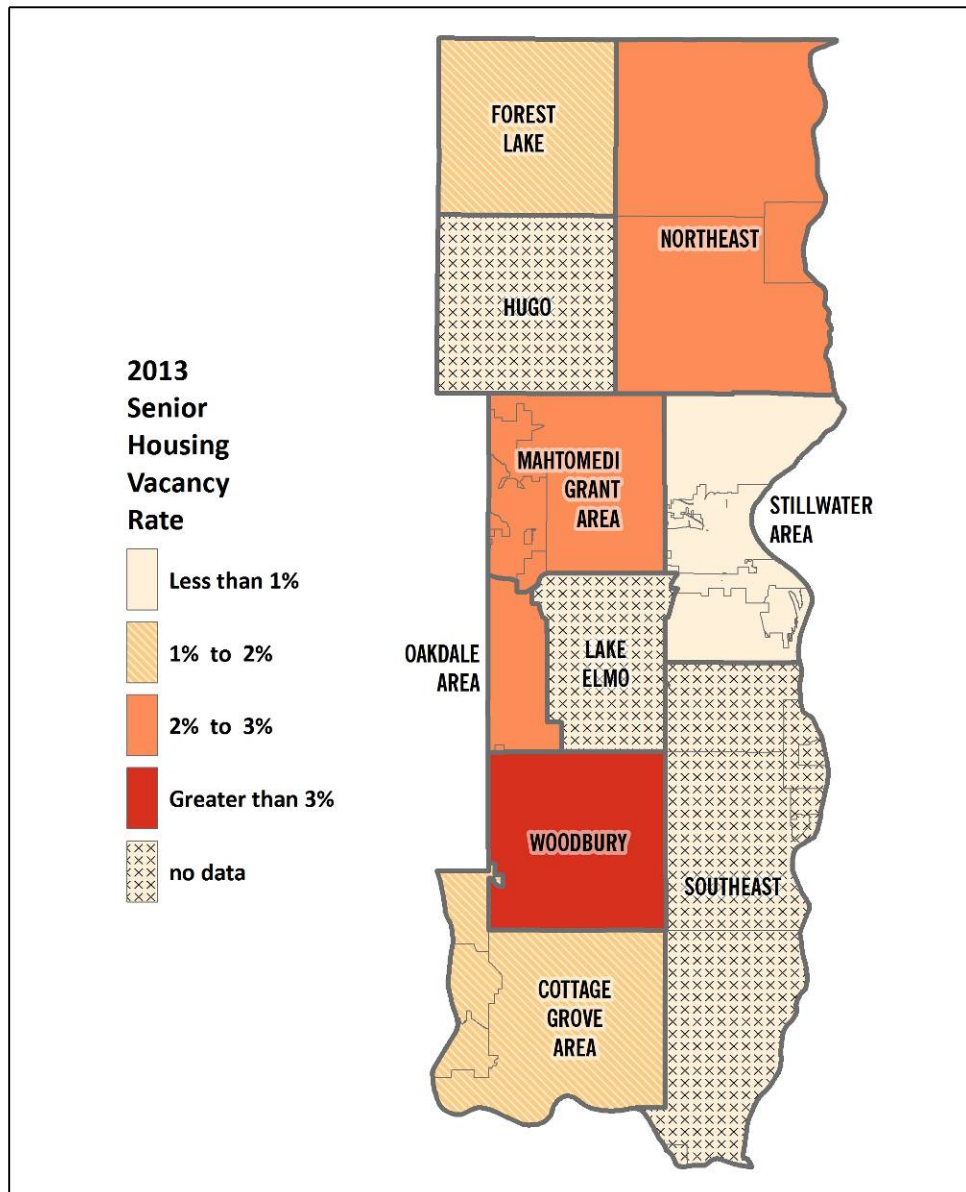 FOREST
LAKE
NORTHEAST
HUGO
2013
Senior
Housing
Vacancy
Rate
Less than 1%
1% to 2%
2% to 3%
Greater than 3%
no data
MAHTOMEDI
GRANT
AREA
STILLWATER
AREA
OAKDALE
AREA
LAKE
ELMO
WOODBURY
SOUTHEAST
COTTAGE
GROVE
AREA